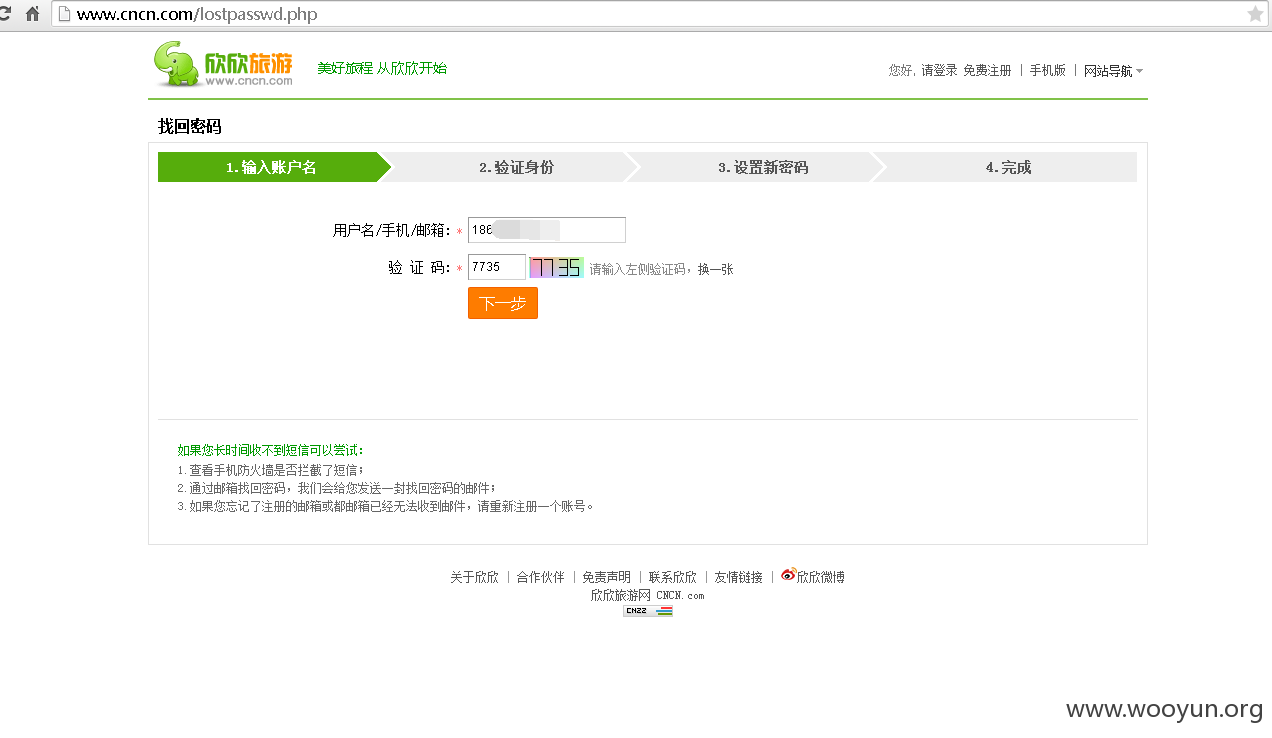 www.cncn.com/lostpasswd.php
欣欣旅游
www.cncn.com
美好旅程 从欣欣开始
您好, 请登录 免费注册 | 手机版 | 网站导航
找回密码
1.输入账户名 2.验证身份 3.设置新密码 4.完成
用户名/手机/邮箱: * 186
验 证 码: * 7735 7735 请输入左侧验证码, 换一张
下一步
如果您长时间收不到短信可以尝试:
1. 查看手机防火墙是否拦截了短信;
2. 通过邮箱找回密码，我们会给您发送一封找回密码的邮件;
3. 如果您忘记了注册的邮箱或都邮箱已经无法收到邮件，请重新注册一个账号。
关于欣欣 | 合作伙伴 | 免责声明 | 联系欣欣 | 友情链接 | 欣欣微博
欣欣旅游网 CNCN.com
CNZZ
www.wooyun.org